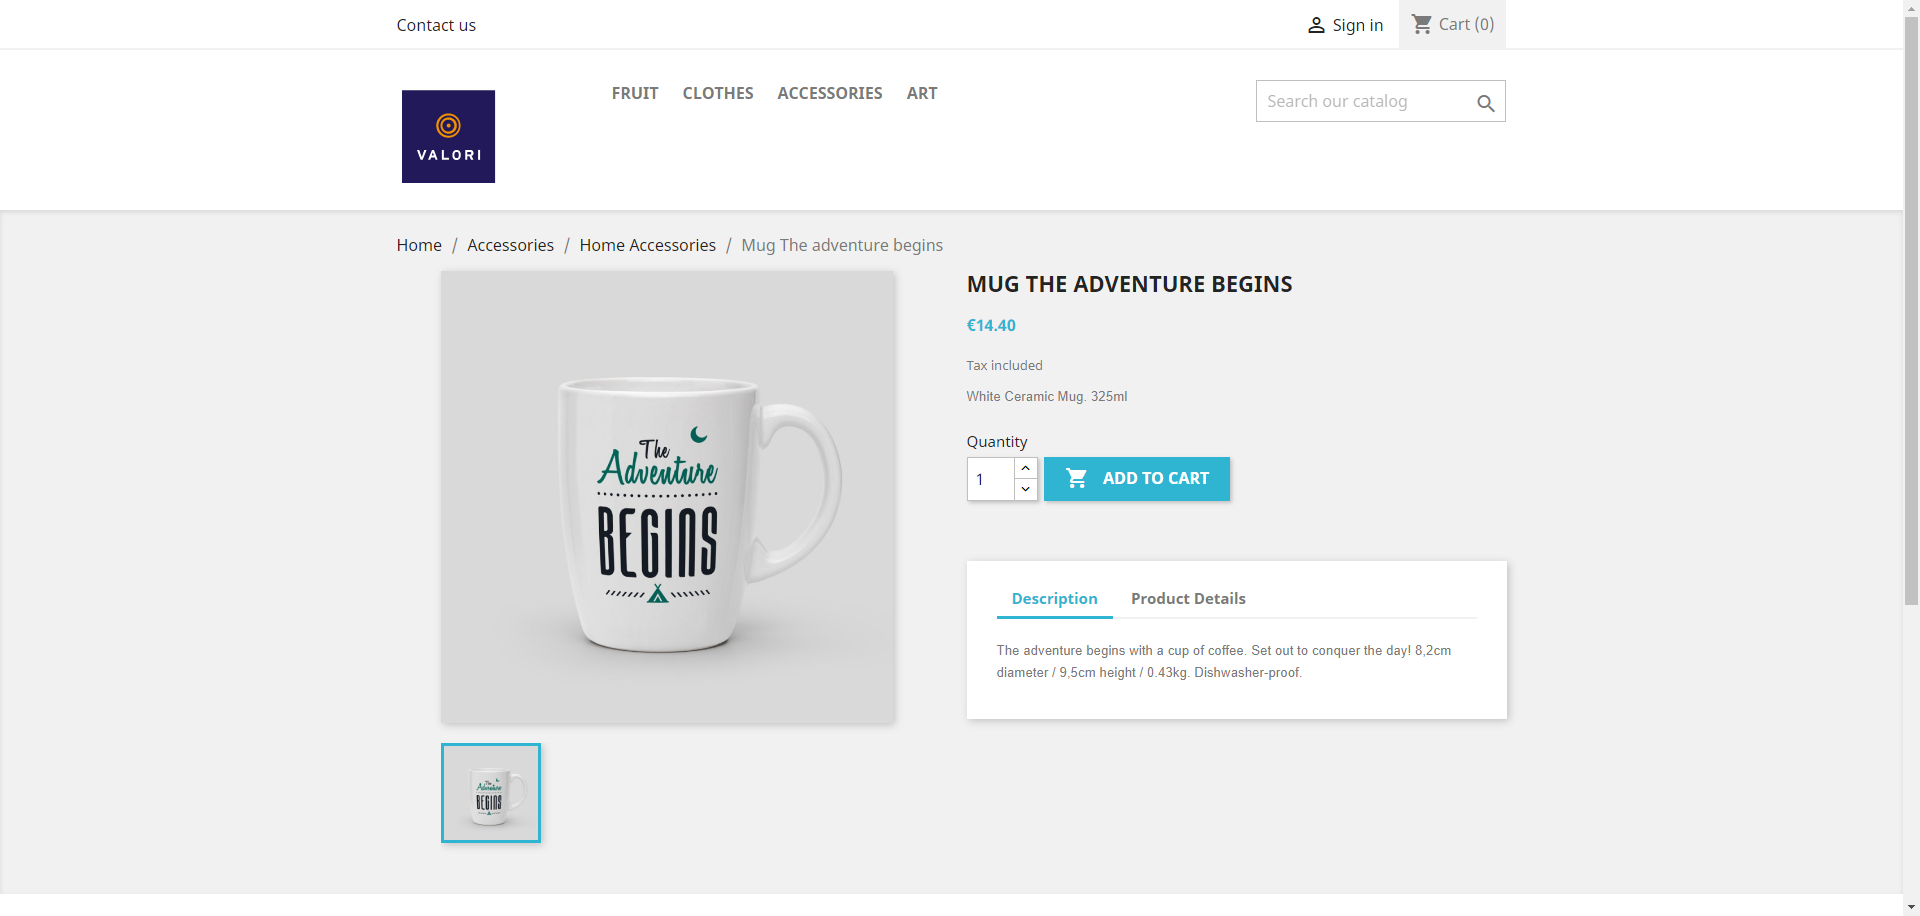 Contact us
Sign in
Cart (0)
VALORI
FRUIT
CLOTHES
ACCESSORIES
ART
Search our catalog
Home / Accessories / Home Accessories / Mug The adventure begins
The
Adventure
BEGINS
MUG THE ADVENTURE BEGINS
€14.40
Tax included
White Ceramic Mug. 325ml
Quantity
1
ADD TO CART
Description
Product Details
The adventure begins with a cup of coffee. Set out to conquer the day! 8,2cm
diameter / 9,5cm height / 0.43kg. Dishwasher-proof.
The
Adventure
BEGINS